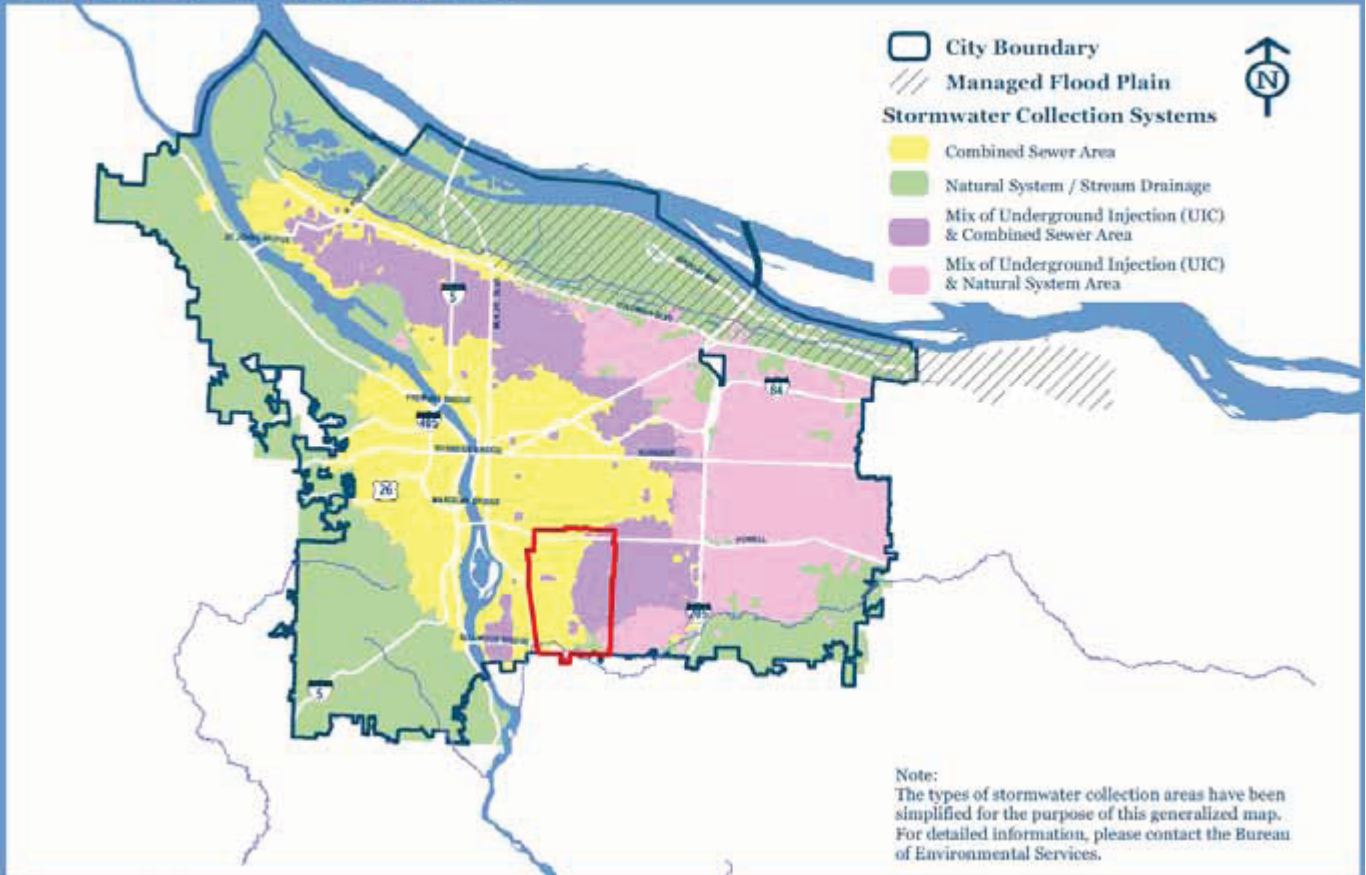 City Boundary
Managed Flood Plain
N
Stormwater Collection Systems
Combined Sewer Area
Natural System / Stream Drainage
Mix of Underground Injection (UIC)
& Combined Sewer Area
Mix of Underground Injection (UIC)
& Natural System Area
5
COLUMBIA BLVD
84
405
26
POWELL
205
5
Note:
The types of stormwater collection areas have been
simplified for the purpose of this generalized map.
For detailed information, please contact the Bureau
of Environmental Services.